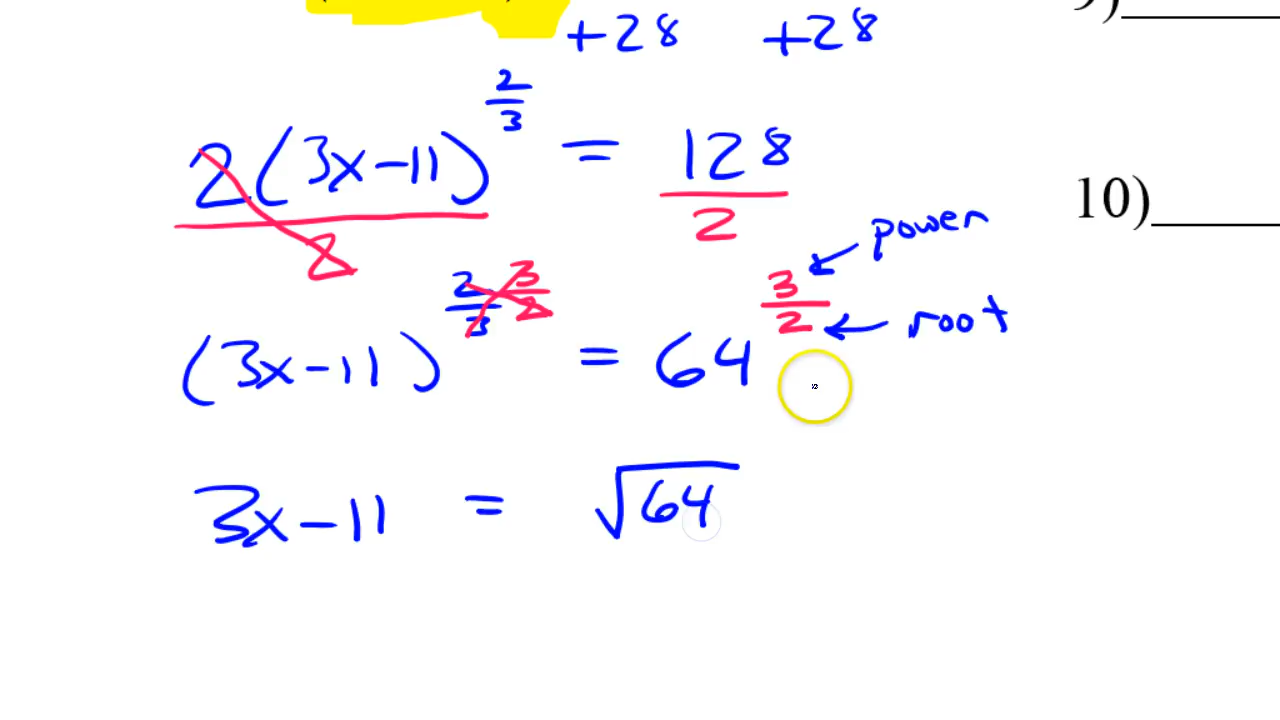 9)
+28 +28
2(3x-11)^(2/3) = 128
2 2
power
(3x-11)^(2/3 · 3/2) = 64^(3/2)
root
3x-11 = √64
10)